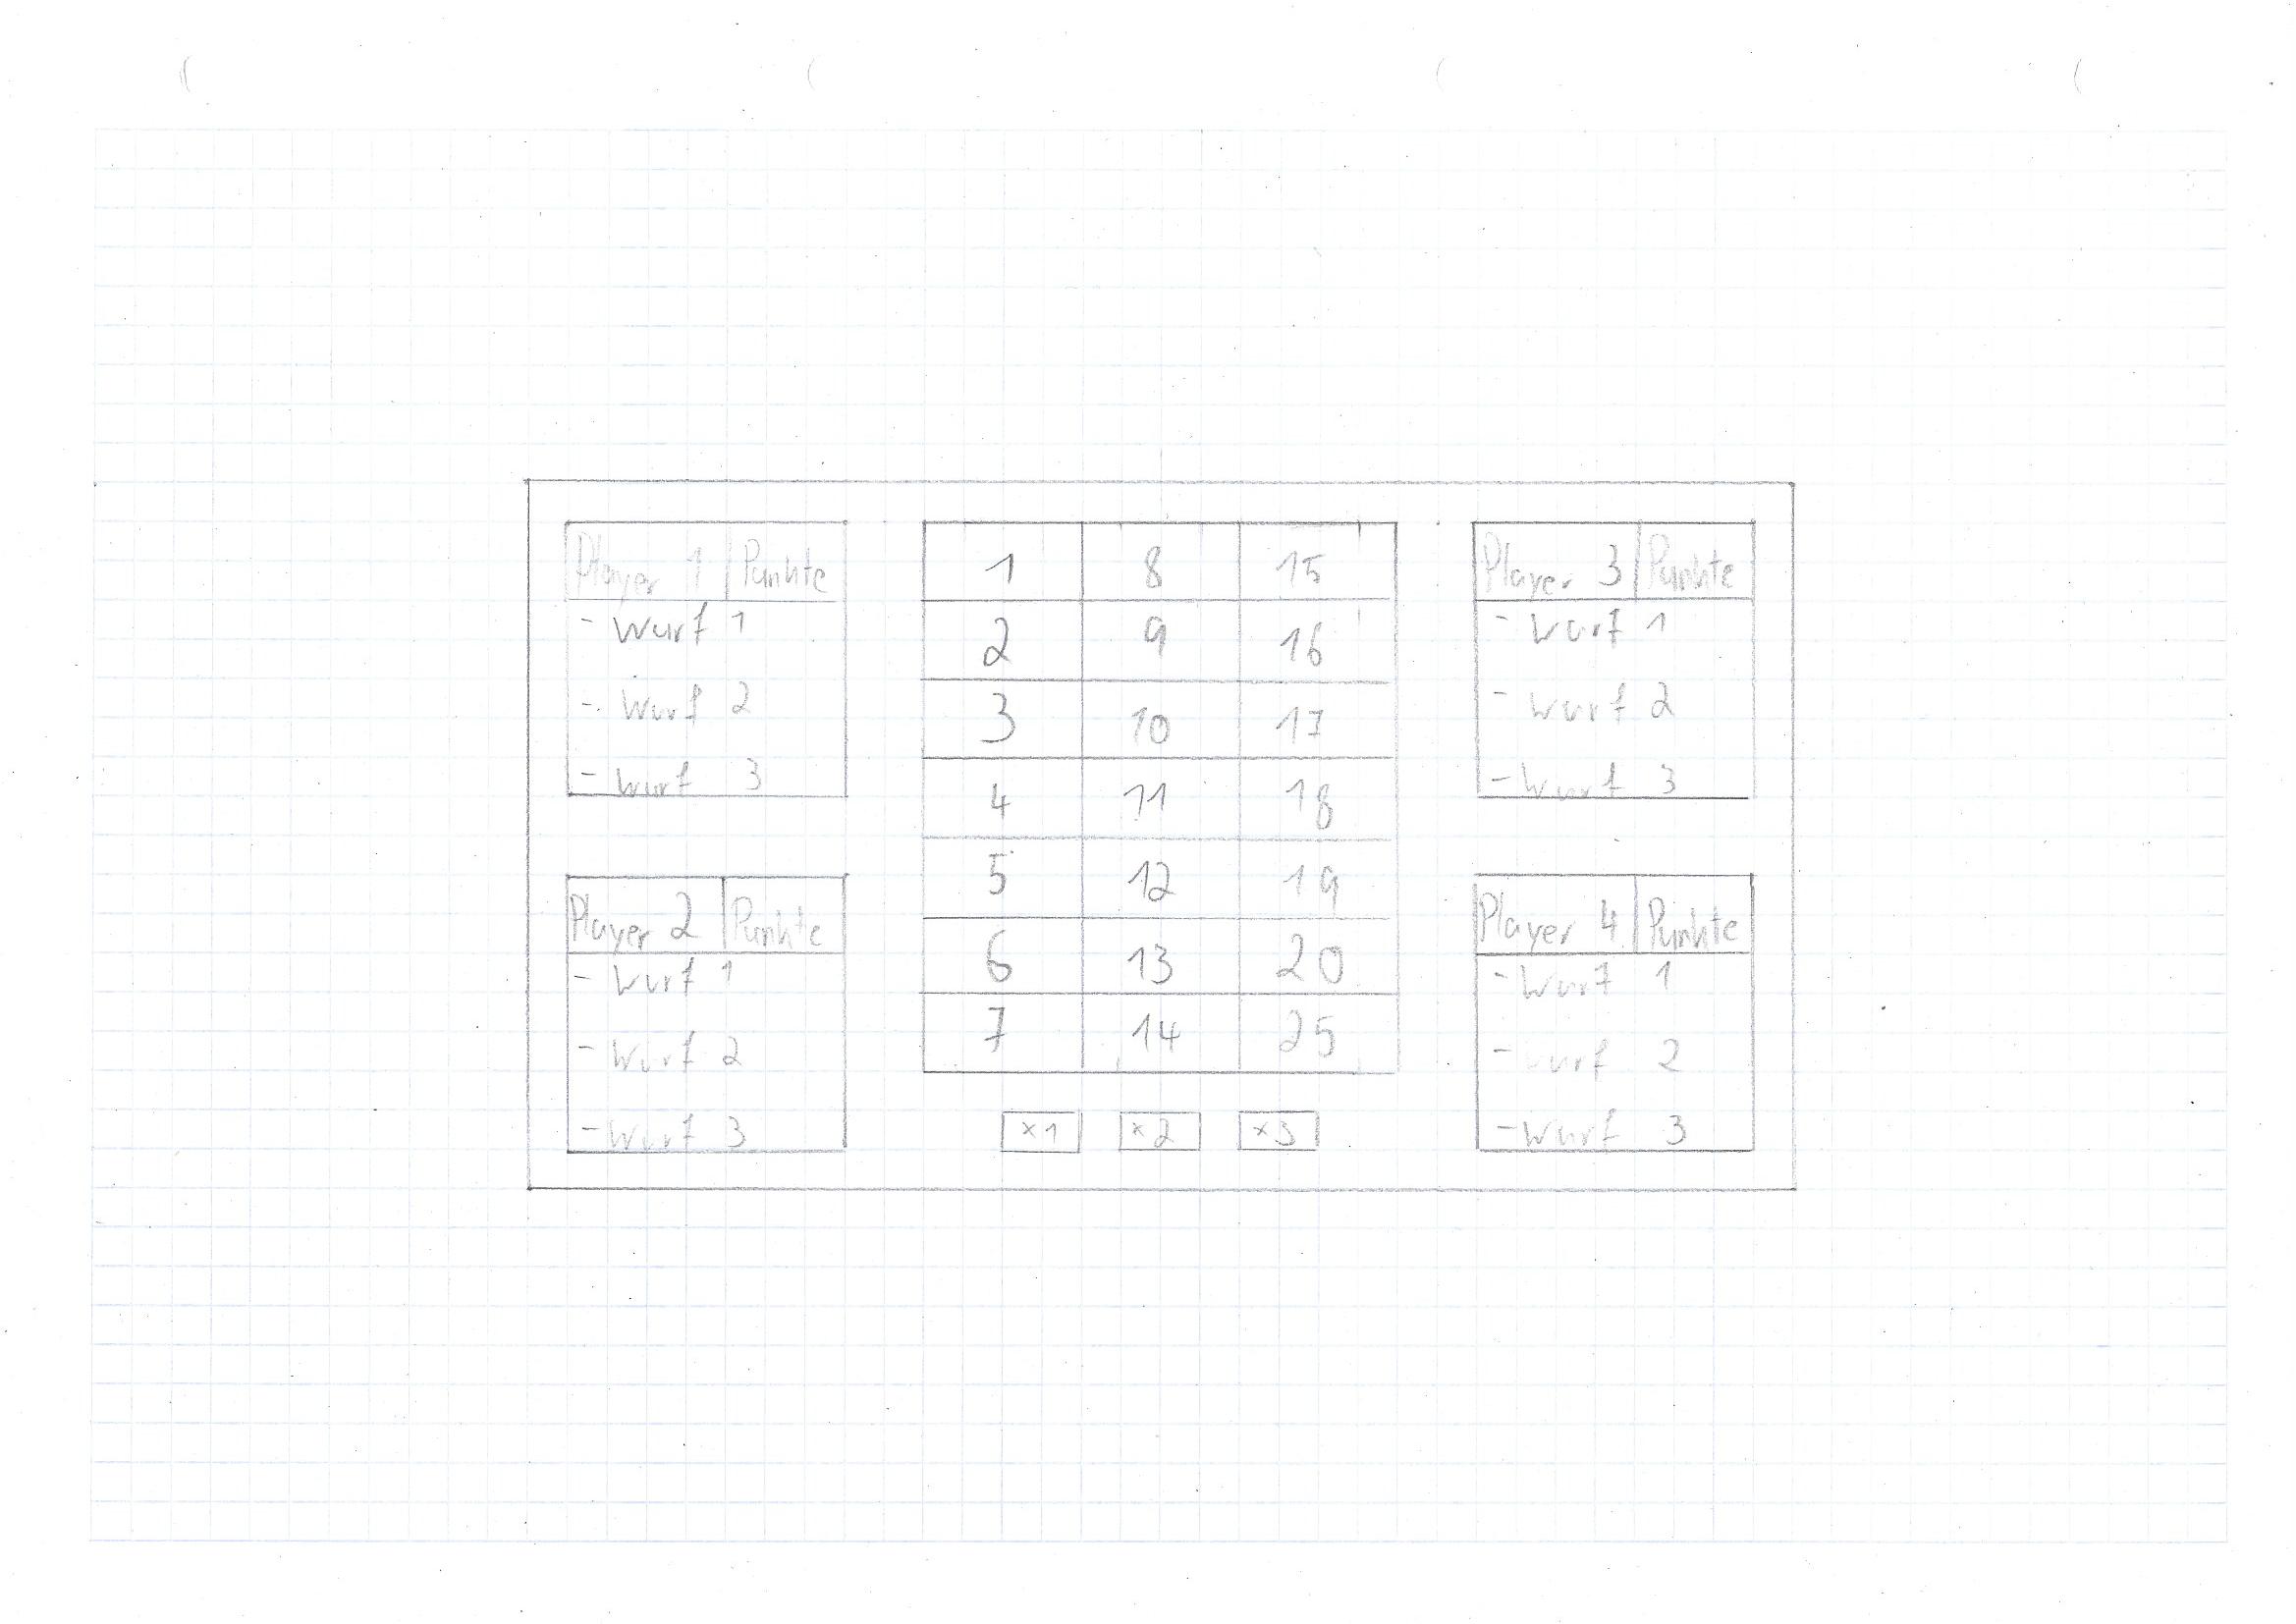 Player 1 Punkte
- Wurf 1
- Wurf 2
- Wurf 3
Player 2 Punkte
- Wurf 1
- Wurf 2
- Wurf 3
1 8 15
2 9 16
3 10 17
4 11 18
5 12 19
6 13 20
7 14 25
x1 x2 x3
Player 3 Punkte
- Wurf 1
- Wurf 2
- Wurf 3
Player 4 Punkte
- Wurf 1
- Wurf 2
- Wurf 3